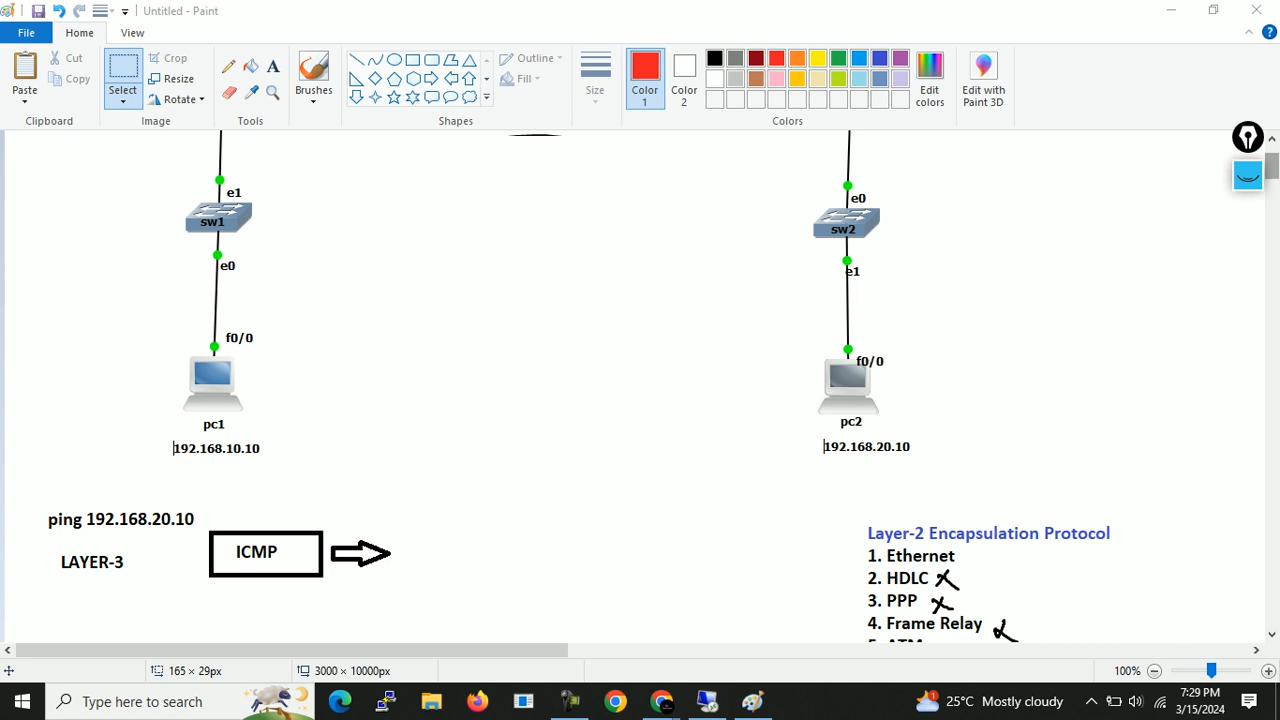 Untitled - Paint
File Home View
Paste
Cut
Copy
Clipboard
Select
Crop
Resize
Rotate
Image
Tools
Brushes
Outline
Fill
Shapes
Size
Color 1
Color 2
Edit colors
Edit with Paint 3D
Colors
e1
sw1
e0
f0/0
pc1
192.168.10.10
e0
sw2
e1
f0/0
pc2
192.168.20.10
ping 192.168.20.10
LAYER-3
ICMP
Layer-2 Encapsulation Protocol
1. Ethernet
2. HDLC
3. PPP
4. Frame Relay
5. ATM
165 × 29px
3000 × 10000px
100%
Type here to search
25°C Mostly cloudy
7:29 PM
3/15/2024